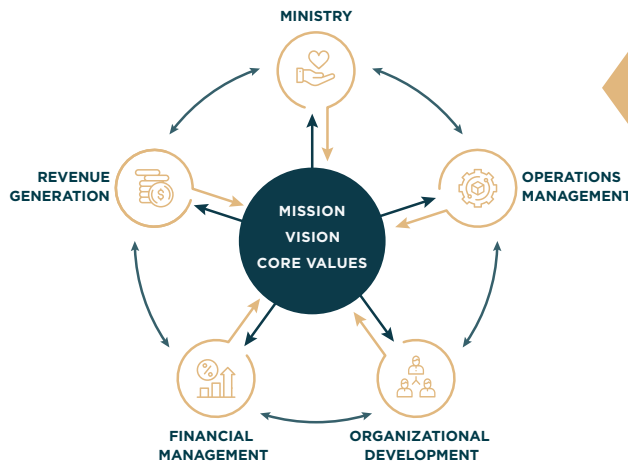 MINISTRY
REVENUE
GENERATION
OPERATIONS
MANAGEMENT
MISSION
VISION
CORE VALUES
FINANCIAL
MANAGEMENT
ORGANIZATIONAL
DEVELOPMENT